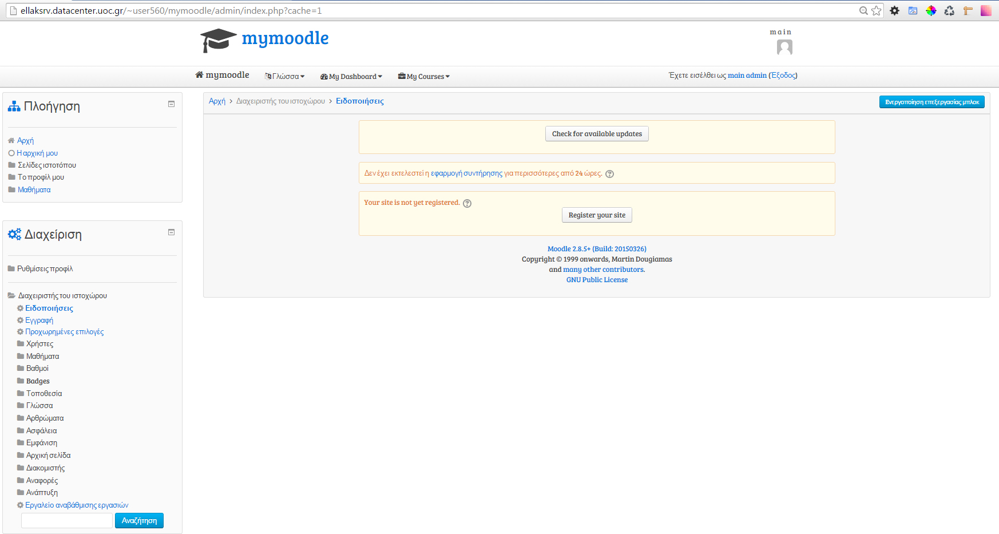 ellaksrv.datacenter.uoc.gr/~user560/mymoodle/admin/index.php?cache=1
mymoodle
main
mymoodle
Γλώσσα
My Dashboard
My Courses
Έχετε εισέλθει ως main admin (Έξοδος)
Πλοήγηση
Αρχή
Η αρχική μου
Σελίδες ιστοτόπου
Το προφίλ μου
Μαθήματα
Διαχείριση
Ρυθμίσεις προφίλ
Διαχειριστής του ιστοχώρου
Ειδοποιήσεις
Εγγραφή
Προχωρημένες επιλογές
Χρήστες
Μαθήματα
Βαθμοί
Badges
Τοποθεσία
Γλώσσα
Αρθρώματα
Ασφάλεια
Εμφάνιση
Αρχική σελίδα
Διακομιστής
Αναφορές
Ανάπτυξη
Εργαλείο αναβάθμισης εργασιών
Αναζήτηση
Αρχή > Διαχειριστής του ιστοχώρου > Ειδοποιήσεις
Ενεργοποίηση επεξεργασίας μπλοκ
Check for available updates
Δεν έχει εκτελεστεί η εφαρμογή συντήρησης για περισσότερες από 24 ώρες.
Your site is not yet registered.
Register your site
Moodle 2.8.5+ (Build: 20150326)
Copyright © 1999 onwards, Martin Dougiamas
and many other contributors.
GNU Public License